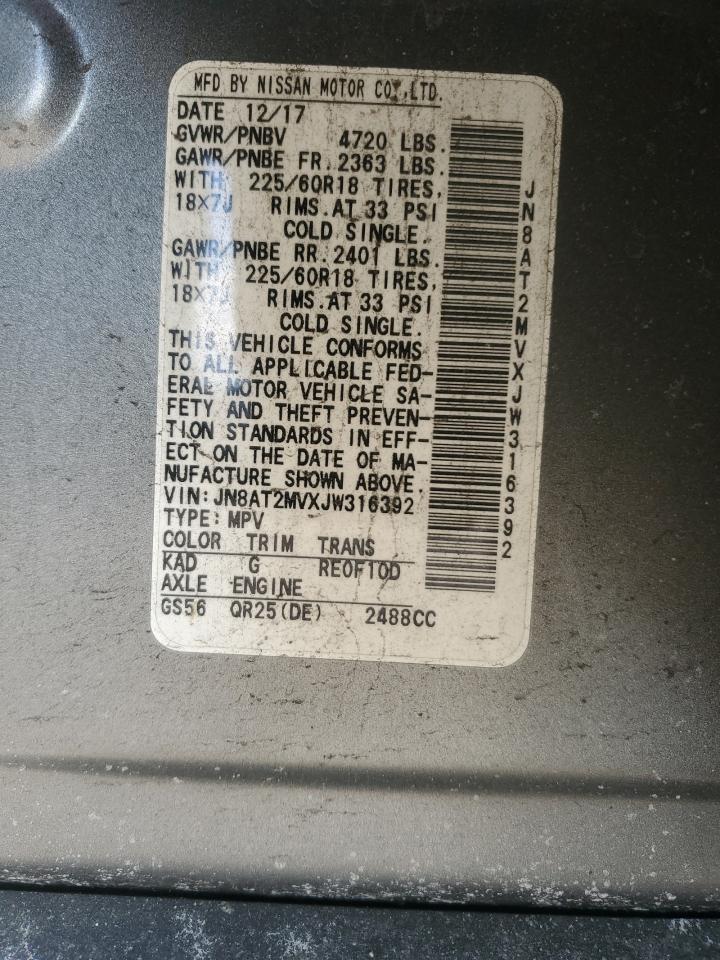 MFD BY NISSAN MOTOR CO.,LTD.
DATE 12/17
GVWR/PNBV 4720 LBS.
GAWR/PNBE FR.2363 LBS.
WITH 225/60R18 TIRES,
18X7J RIMS.AT 33 PSI
COLD SINGLE.
GAWR/PNBE RR.2401 LBS.
WITH 225/60R18 TIRES,
18X7J RIMS.AT 33 PSI
COLD SINGLE.
THIS VEHICLE CONFORMS
TO ALL APPLICABLE FED-
ERAL MOTOR VEHICLE SA-
FETY AND THEFT PREVEN-
TION STANDARDS IN EFF-
ECT ON THE DATE OF MA-
NUFACTURE SHOWN ABOVE.
VIN:JN8AT2MVXJW316392
TYPE:MPV
COLOR TRIM TRANS
KAD G RE0F10D
AXLE ENGINE
GS56 QR25(DE) 2488CC
JN8AT2MVXJW316392